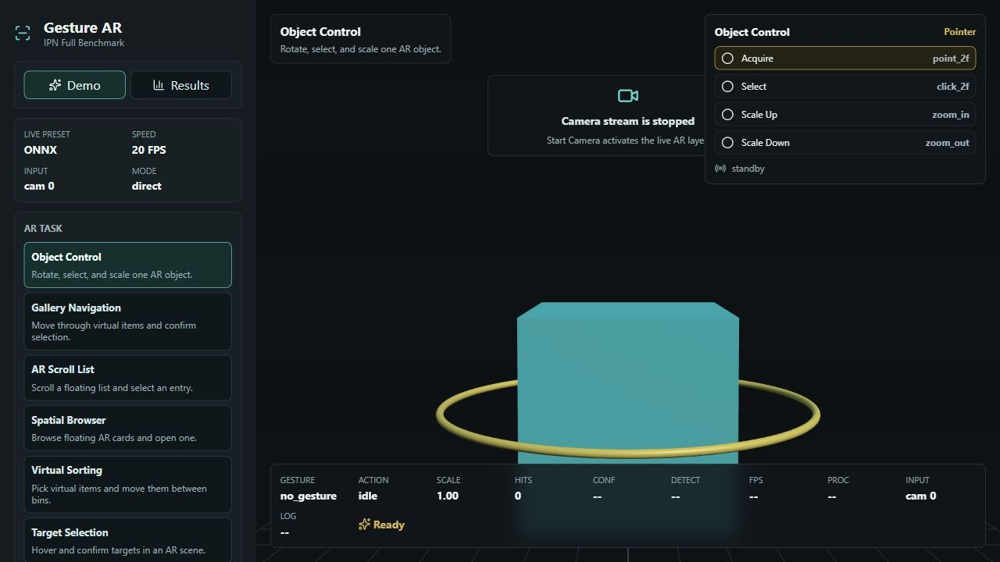 Gesture AR
IPN Full Benchmark
Demo
Results
LIVE PRESET
ONNX
SPEED
20 FPS
INPUT
cam 0
MODE
direct
AR TASK
Object Control
Rotate, select, and scale one AR object.
Gallery Navigation
Move through virtual items and confirm
selection.
AR Scroll List
Scroll a floating list and select an entry.
Spatial Browser
Browse floating AR cards and open one.
Virtual Sorting
Pick virtual items and move them between
bins.
Target Selection
Hover and confirm targets in an AR scene.
Object Control
Rotate, select, and scale one AR object.
Camera stream is stopped
Start Camera activates the live AR laye
Object Control
Pointer
Acquire
point_2f
Select
click_2f
Scale Up
zoom_in
Scale Down
zoom_out
standby
GESTURE
no_gesture
ACTION
idle
SCALE
1.00
HITS
0
CONF
--
DETECT
--
FPS
--
PROC
--
INPUT
cam 0
LOG
--
Ready